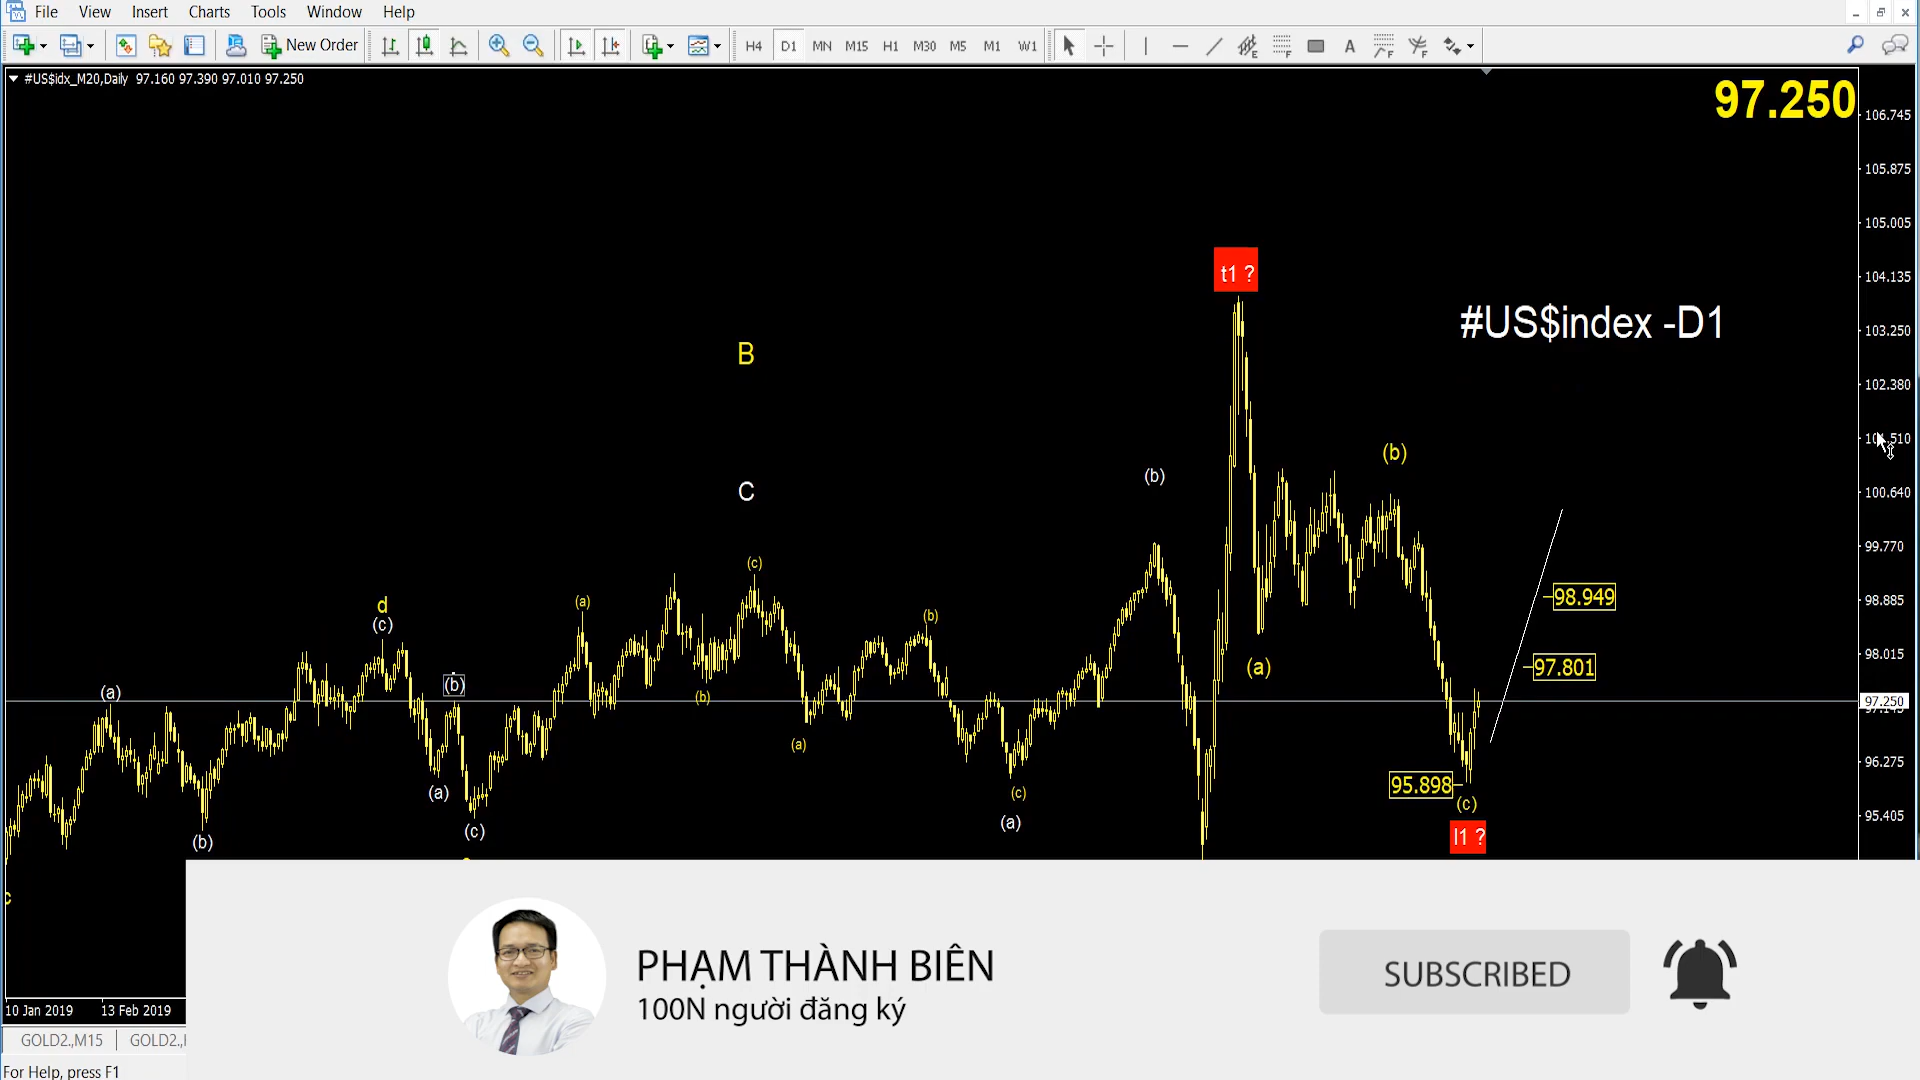 File View Insert Charts Tools Window Help
New Order H4 D1 MN M15 H1 M30 M5 M1 W1 A
#US$idx_M20,Daily 97.160 97.390 97.010 97.250
97.250
106.745
105.875
105.005
104.135
103.250
102.380
100.640
99.770
98.885
98.015
97.250
96.275
95.405
t1 ?
#US$index -D1
B
C
(b)
(b)
(c)
d
(c)
(a)
(b)
98.949
97.801
(a)
(a)
(b)
(b)
(a)
(a)
95.898
(c)
(c)
(a)
(b)
(c)
(a)
l1 ?
c
PHẠM THÀNH BIÊN
100N người đăng ký
SUBSCRIBED
10 Jan 2019 13 Feb 2019
GOLD2.,M15 GOLD2.,
For Help, press F1